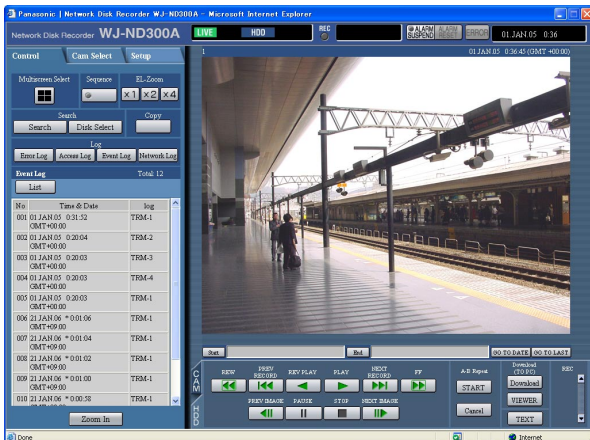 Panasonic | Network Disk Recorder WJ-ND300A - Microsoft Internet Explorer
Network Disk Recorder WJ-ND300A
LIVE HDD REC ALARM SUSPEND ALARM RESET ERROR 01.JAN.05 0:36
Control Cam Select Setup
1 01.JAN.05 0:36:45 (GMT +00:00)
Multiscreen Select Sequence EL-Zoom
x1 x2 x4
Search Copy
Search Disk Select
Log
Error Log Access Log Event Log Network Log
Event Log Total: 12
List
No Time & Date log
001 01.JAN.05 0:31:52 TRM-1
GMT+00:00
002 01.JAN.05 0:20:04 TRM-2
GMT+00:00
003 01.JAN.05 0:20:03 TRM-3
GMT+00:00
004 01.JAN.05 0:20:03 TRM-4
GMT+00:00
005 01.JAN.05 0:20:03 TRM-1
GMT+00:00
006 21.JAN.06 *0:01:06 TRM-1
GMT+09:00
007 21.JAN.06 *0:01:04 TRM-1
GMT+09:00
008 21.JAN.06 *0:01:02 TRM-1
GMT+09:00
009 21.JAN.06 *0:01:00 TRM-1
GMT+09:00
010 21.JAN.06 *0:00:58 TRM-1
Zoom In
Start End GO TO DATE GO TO LAST
CAM
HDD
REW PREV RECORD REV PLAY PLAY NEXT RECORD FF
PREV IMAGE PAUSE STOP NEXT IMAGE
A-B Repeat
START
Cancel
Download (TO PC)
Download
VIEWER
TEXT
REC
Done Internet